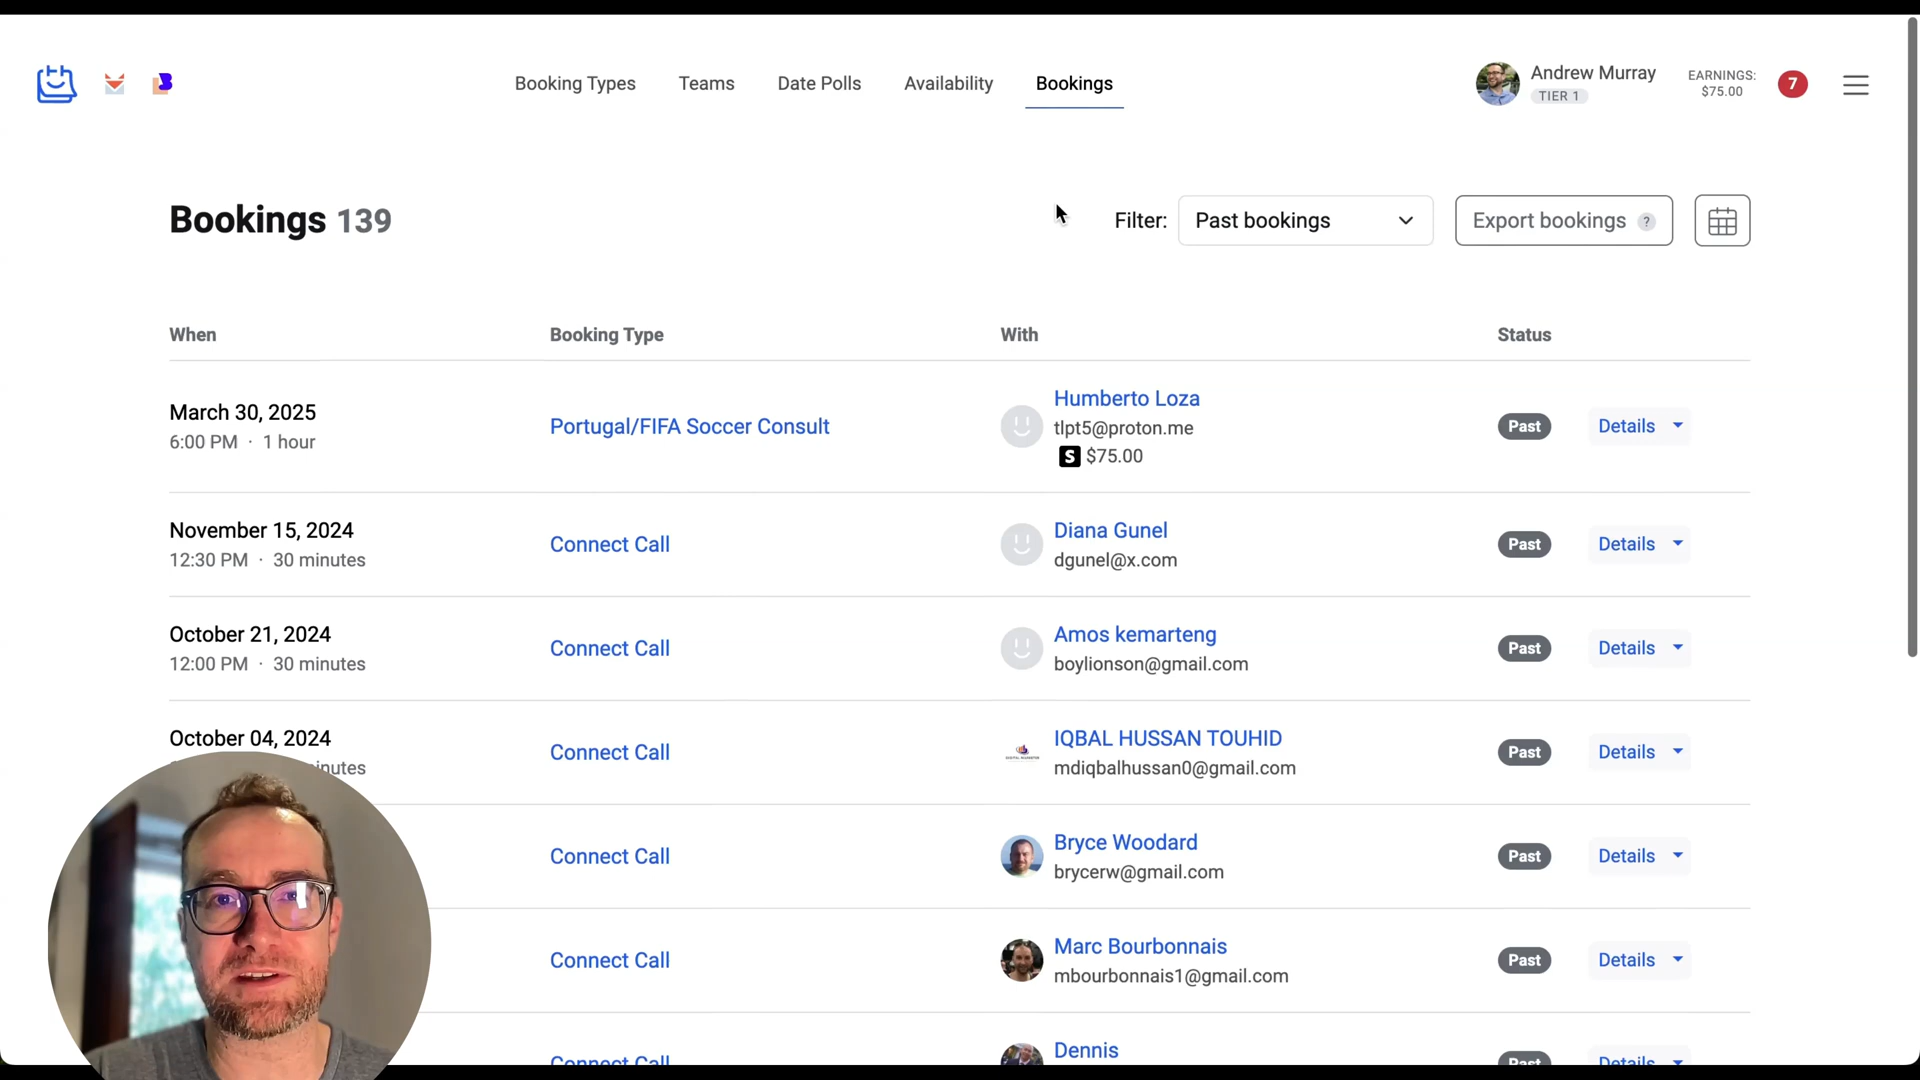 Booking Types
Teams
Date Polls
Availability
Bookings
Andrew Murray
TIER 1
EARNINGS:
$75.00
7
Bookings 139
Filter:
Past bookings
Export bookings ?
When
Booking Type
With
Status
March 30, 2025
6:00 PM · 1 hour
Portugal/FIFA Soccer Consult
Humberto Loza
tlpt5@proton.me
S $75.00
Past
Details
November 15, 2024
12:30 PM · 30 minutes
Connect Call
Diana Gunel
dgunel@x.com
Past
Details
October 21, 2024
12:00 PM · 30 minutes
Connect Call
Amos kemarteng
boylionson@gmail.com
Past
Details
October 04, 2024
Connect Call
IQBAL HUSSAN TOUHID
mdiqbalhussan0@gmail.com
Past
Details
Connect Call
Bryce Woodard
brycerw@gmail.com
Past
Details
Connect Call
Marc Bourbonnais
mbourbonnais1@gmail.com
Past
Details
Connect Call
Dennis
Past
Details